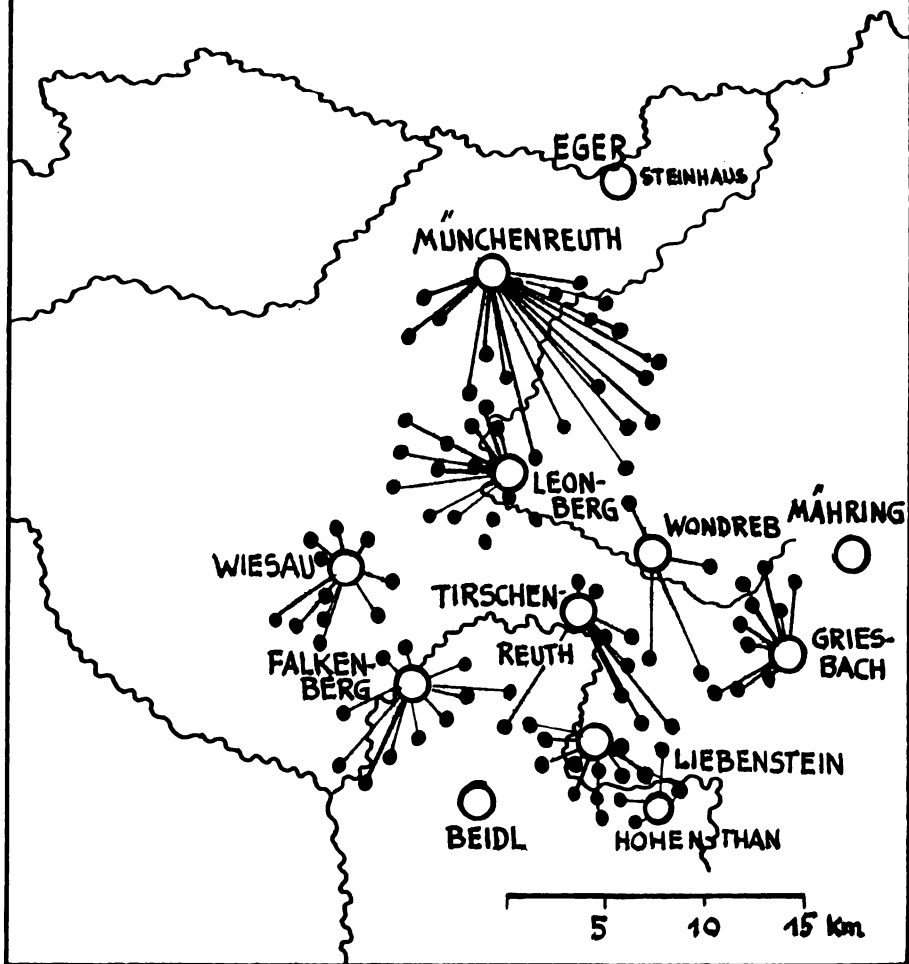 EGER
STEINHAUS
MÜNCHENREUTH
LEON-
BERG
WONDREB
MÄHRING
WIESAU
TIRSCHEN-
REUTH
GRIES-
BACH
FALKEN-
BERG
LIEBENSTEIN
BEIDL
HOHENTHAN
5 10 15 Km